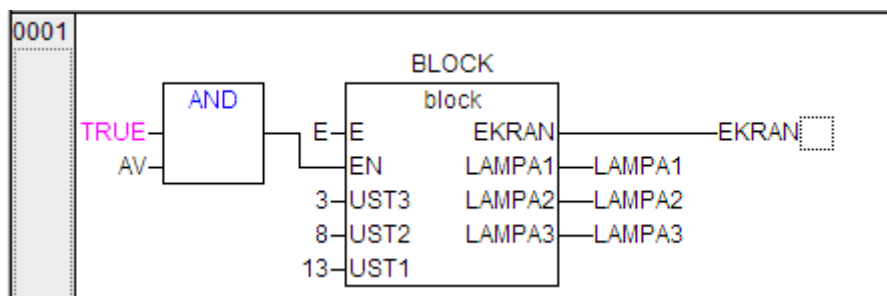 0001
BLOCK
AND block
TRUE E E EKRAN EKRAN
AV EN LAMPA1 LAMPA1
3 UST3 LAMPA2 LAMPA2
8 UST2 LAMPA3 LAMPA3
13 UST1